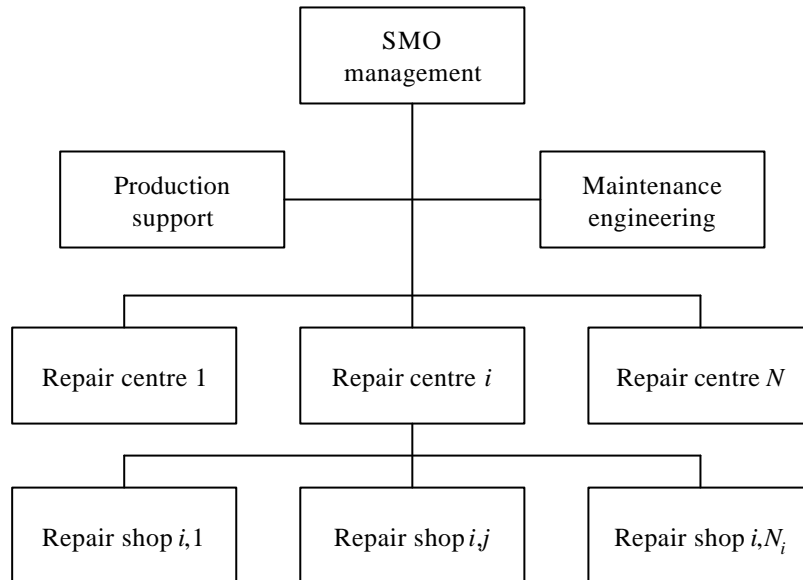 SMO
management
Production
support
Maintenance
engineering
Repair centre 1
Repair centre i
Repair centre N
Repair shop i,1
Repair shop i,j
Repair shop i,Nᵢ